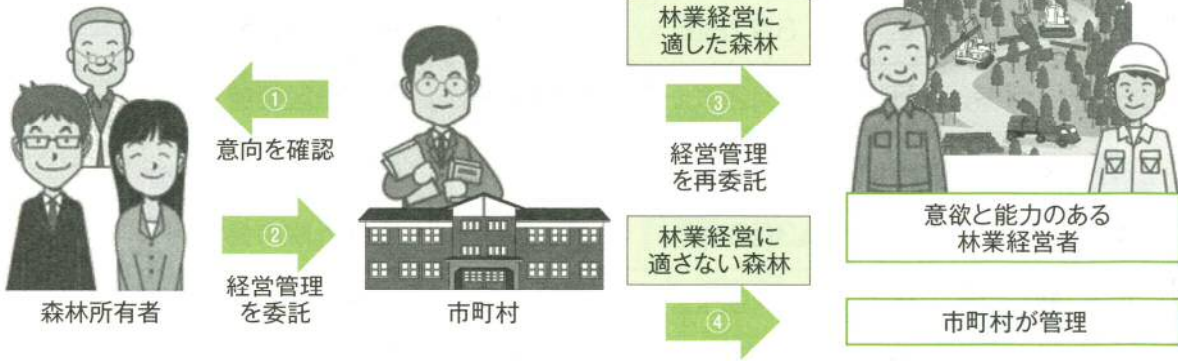 ①
意向を確認
②
経営管理
を委託
森林所有者
市町村
林業経営に
適した森林
③
経営管理
を再委託
林業経営に
適さない森林
④
意欲と能力のある
林業経営者
市町村が管理